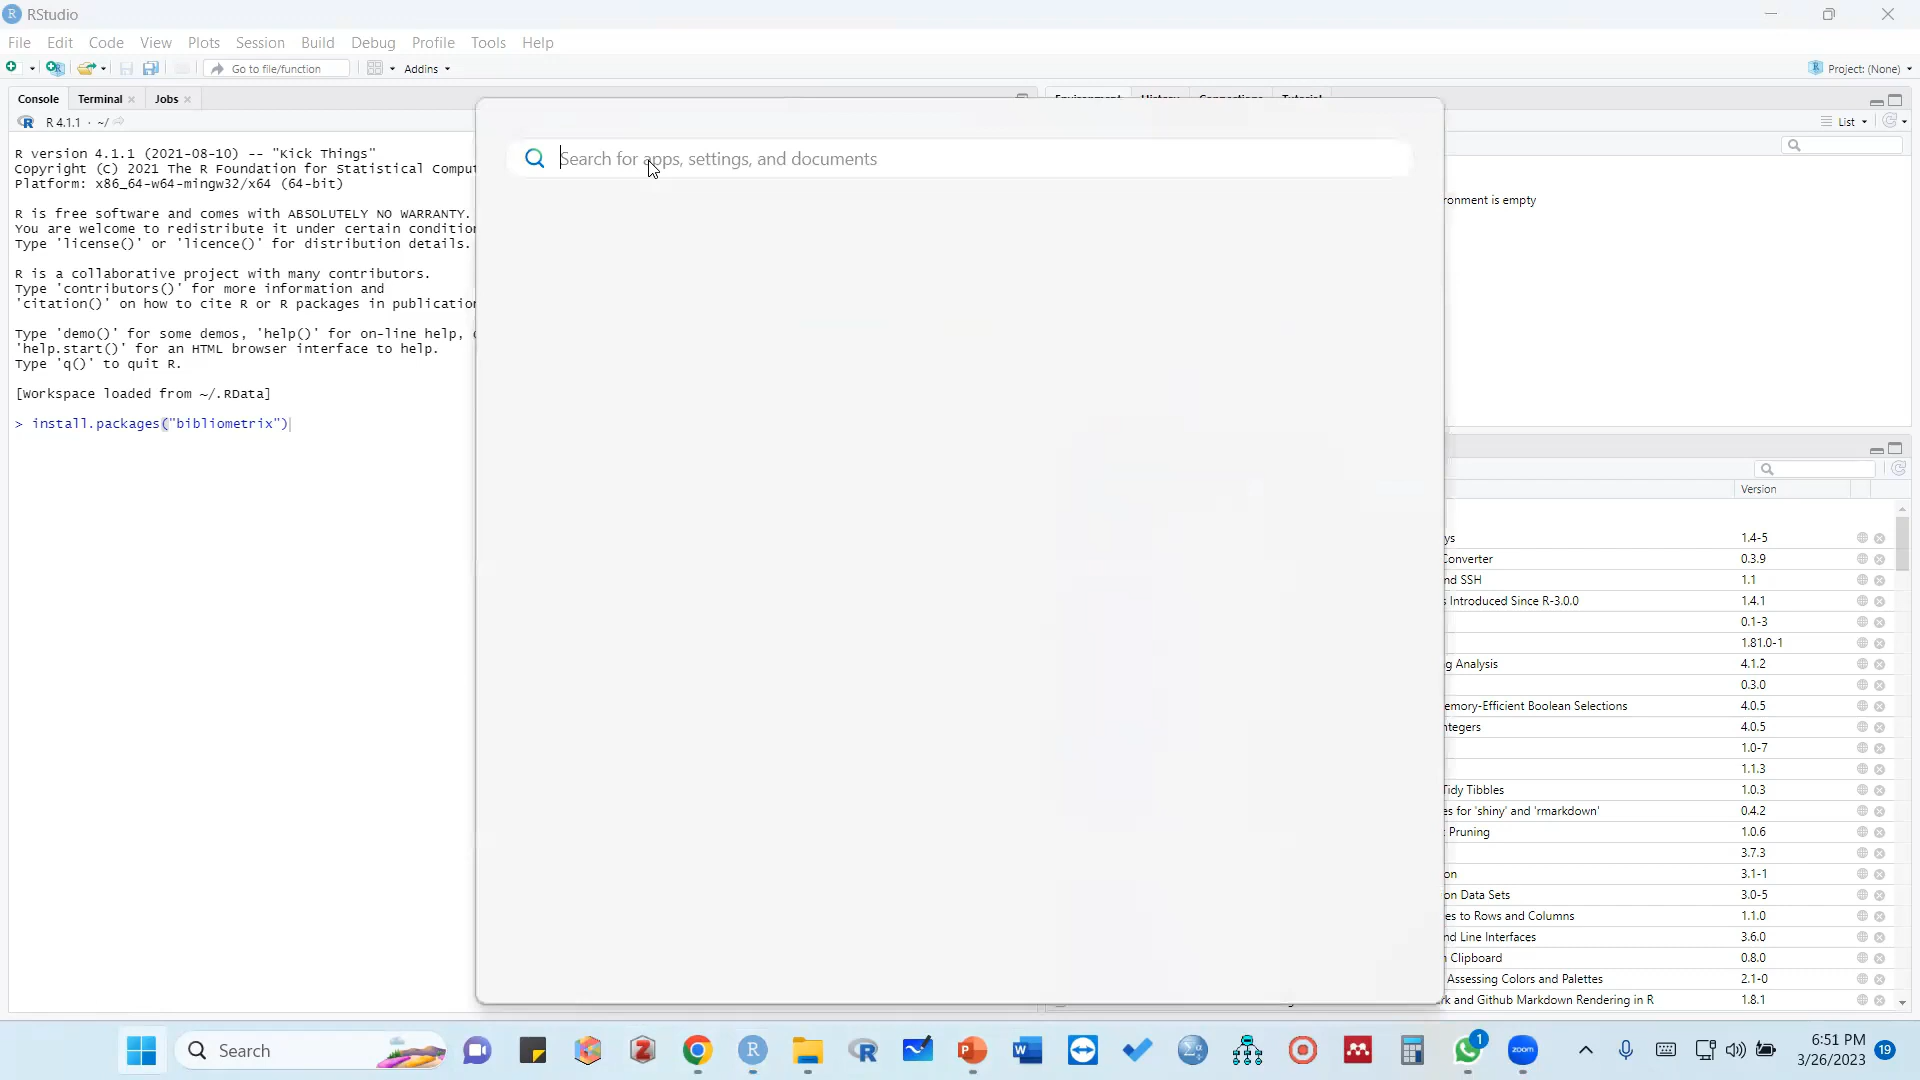 RStudio
File Edit Code View Plots Session Build Debug Profile Tools Help
Go to file/function Addins Project: (None)
Console Terminal Jobs
R 4.1.1 · ~/
List
R version 4.1.1 (2021-08-10) -- "Kick Things"
Copyright (C) 2021 The R Foundation for Statistical Comput
Platform: x86_64-w64-mingw32/x64 (64-bit)
R is free software and comes with ABSOLUTELY NO WARRANTY.
You are welcome to redistribute it under certain condition
Type 'license()' or 'licence()' for distribution details.
R is a collaborative project with many contributors.
Type 'contributors()' for more information and
'citation()' on how to cite R or R packages in publication
Type 'demo()' for some demos, 'help()' for on-line help,
'help.start()' for an HTML browser interface to help.
Type 'q()' to quit R.
[Workspace loaded from ~/.RData]
> install.packages("bibliometrix")
Search for apps, settings, and documents
ronment is empty
Version
ys 1.4-5
Converter 0.3.9
nd SSH 1.1
s Introduced Since R-3.0.0 1.4.1
0.1-3
1.81.0-1
g Analysis 4.1.2
0.3.0
emory-Efficient Boolean Selections 4.0.5
ntegers 4.0.5
1.0-7
1.1.3
Tidy Tibbles 1.0.3
es for 'shiny' and 'rmarkdown' 0.4.2
Pruning 1.0.6
3.7.3
on 3.1-1
on Data Sets 3.0-5
es to Rows and Columns 1.1.0
nd Line Interfaces 3.6.0
Clipboard 0.8.0
Assessing Colors and Palettes 2.1-0
rk and Github Markdown Rendering in R 1.8.1
Search
zoom
1
6:51 PM
3/26/2023
19